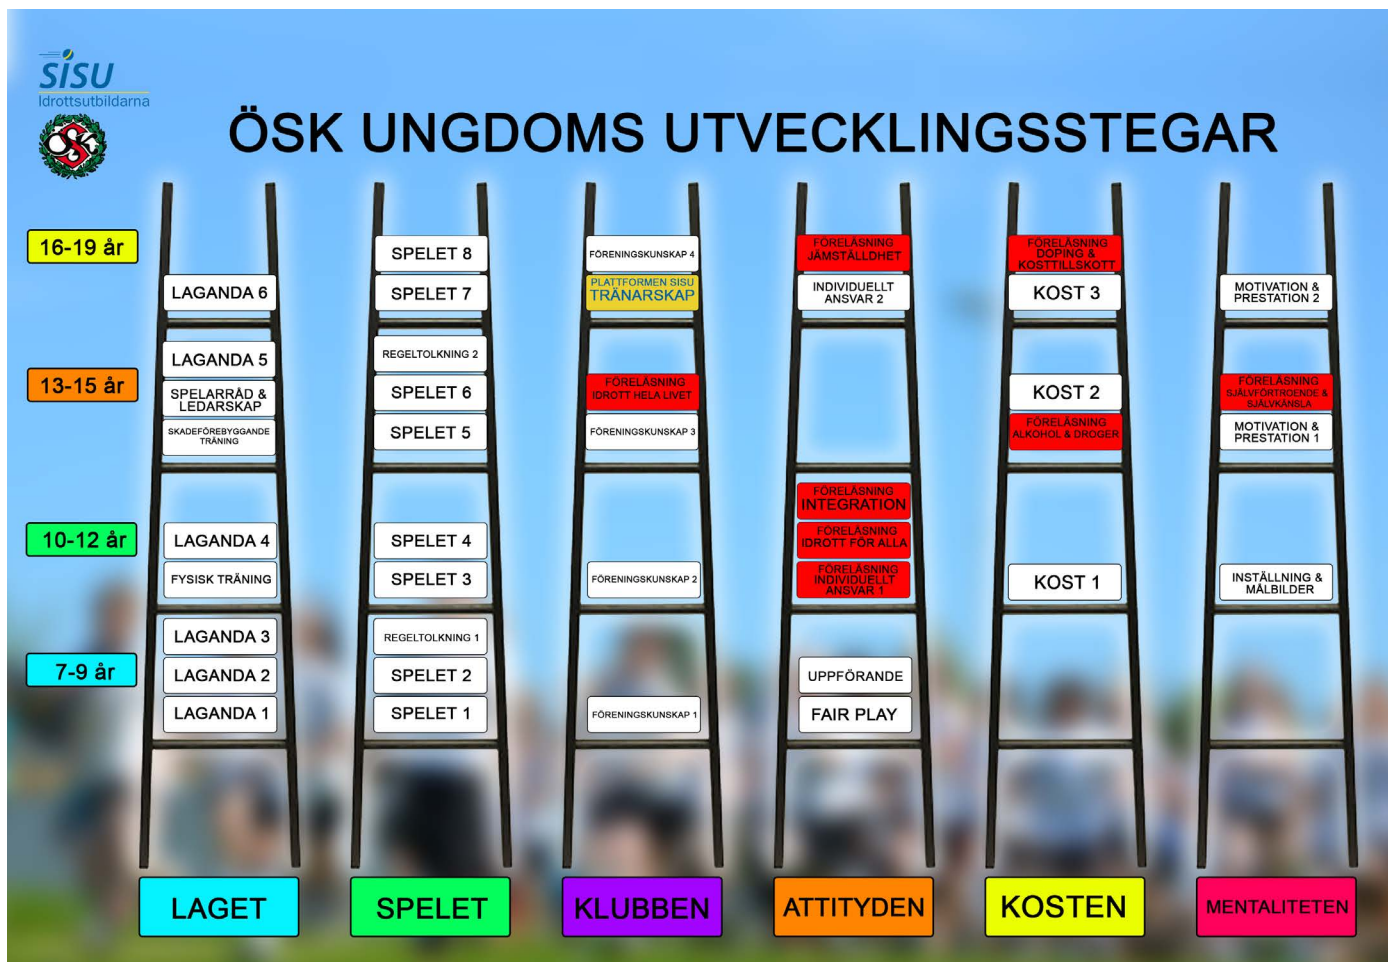 SISU
Idrottsutbildarna
ÖSK
ÖSK UNGDOMS UTVECKLINGSSTEGAR
16-19 år
13-15 år
10-12 år
7-9 år
LAGANDA 6
LAGANDA 5
SPELARRÅD &
LEDARSKAP
SKADEFÖREBYGGANDE
TRÄNING
LAGANDA 4
FYSISK TRÄNING
LAGANDA 3
LAGANDA 2
LAGANDA 1
LAGET
SPELET 8
SPELET 7
REGELTOLKNING 2
SPELET 6
SPELET 5
SPELET 4
SPELET 3
REGELTOLKNING 1
SPELET 2
SPELET 1
SPELET
FÖRENINGSKUNSKAP 4
PLATTFORMEN SISU
TRÄNARSKAP
FÖRELÄSNING
IDROTT HELA LIVET
FÖRENINGSKUNSKAP 3
FÖRENINGSKUNSKAP 2
FÖRENINGSKUNSKAP 1
KLUBBEN
FÖRELÄSNING
JÄMSTÄLLDHET
INDIVIDUELLT
ANSVAR 2
FÖRELÄSNING
INTEGRATION
FÖRELÄSNING
IDROTT FÖR ALLA
FÖRELÄSNING
INDIVIDUELLT
ANSVAR 1
UPPFÖRANDE
FAIR PLAY
ATTITYDEN
FÖRELÄSNING
DOPING &
KOSTTILLSKOTT
KOST 3
KOST 2
FÖRELÄSNING
ALKOHOL & DROGER
KOST 1
KOSTEN
MOTIVATION &
PRESTATION 2
FÖRELÄSNING
SJÄLVFÖRTROENDE &
SJÄLVKÄNSLA
MOTIVATION &
PRESTATION 1
INSTÄLLNING &
MÅLBILDER
MENTALITETEN